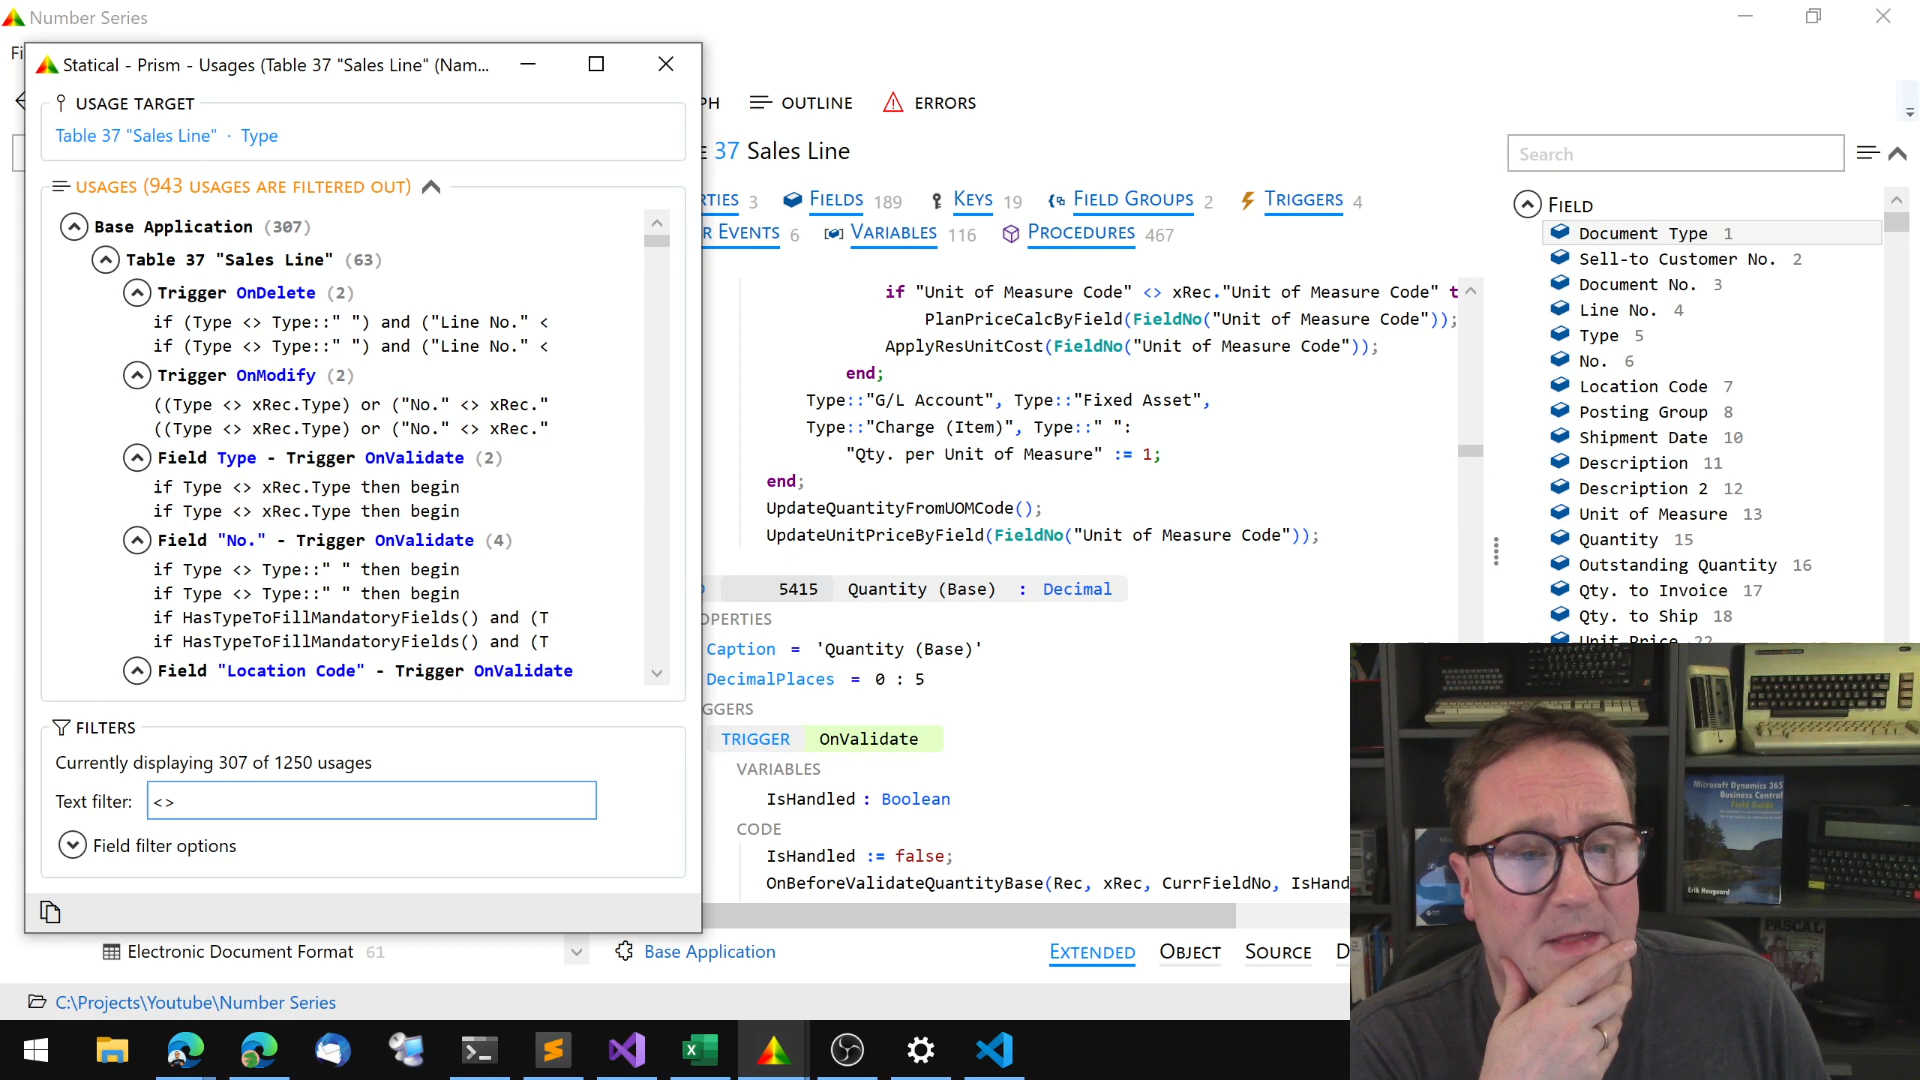 Number Series
Fi
Statical - Prism - Usages (Table 37 "Sales Line" (Nam...
USAGE TARGET
Table 37 "Sales Line" · Type
USAGES (943 USAGES ARE FILTERED OUT)
Base Application (307)
Table 37 "Sales Line" (63)
Trigger OnDelete (2)
if (Type <> Type::" ") and ("Line No." <
if (Type <> Type::" ") and ("Line No." <
Trigger OnModify (2)
((Type <> xRec.Type) or ("No." <> xRec."
((Type <> xRec.Type) or ("No." <> xRec."
Field Type - Trigger OnValidate (2)
if Type <> xRec.Type then begin
if Type <> xRec.Type then begin
Field "No." - Trigger OnValidate (4)
if Type <> Type::" " then begin
if Type <> Type::" " then begin
if HasTypeToFillMandatoryFields() and (T
if HasTypeToFillMandatoryFields() and (T
Field "Location Code" - Trigger OnValidate
FILTERS
Currently displaying 307 of 1250 usages
Text filter: <>
Field filter options
PH OUTLINE ERRORS
E 37 Sales Line
RTIES 3 FIELDS 189 KEYS 19 FIELD GROUPS 2 TRIGGERS 4
R EVENTS 6 VARIABLES 116 PROCEDURES 467
if "Unit of Measure Code" <> xRec."Unit of Measure Code" t
PlanPriceCalcByField(FieldNo("Unit of Measure Code"));
ApplyResUnitCost(FieldNo("Unit of Measure Code"));
end;
Type::"G/L Account", Type::"Fixed Asset",
Type::"Charge (Item)", Type::" ":
"Qty. per Unit of Measure" := 1;
end;
UpdateQuantityFromUOMCode();
UpdateUnitPriceByField(FieldNo("Unit of Measure Code"));
5415 Quantity (Base) : Decimal
OPERTIES
Caption = 'Quantity (Base)'
DecimalPlaces = 0 : 5
GGERS
TRIGGER OnValidate
VARIABLES
IsHandled : Boolean
CODE
IsHandled := false;
OnBeforeValidateQuantityBase(Rec, xRec, CurrFieldNo, IsHand
Search
FIELD
Document Type 1
Sell-to Customer No. 2
Document No. 3
Line No. 4
Type 5
No. 6
Location Code 7
Posting Group 8
Shipment Date 10
Description 11
Description 2 12
Unit of Measure 13
Quantity 15
Outstanding Quantity 16
Qty. to Invoice 17
Qty. to Ship 18
Unit Price 22
Microsoft Dynamics 365
Business Central
Field Guide
Erik Hougaard
PASCAL
Electronic Document Format 61
Base Application
EXTENDED OBJECT SOURCE D
C:\Projects\Youtube\Number Series